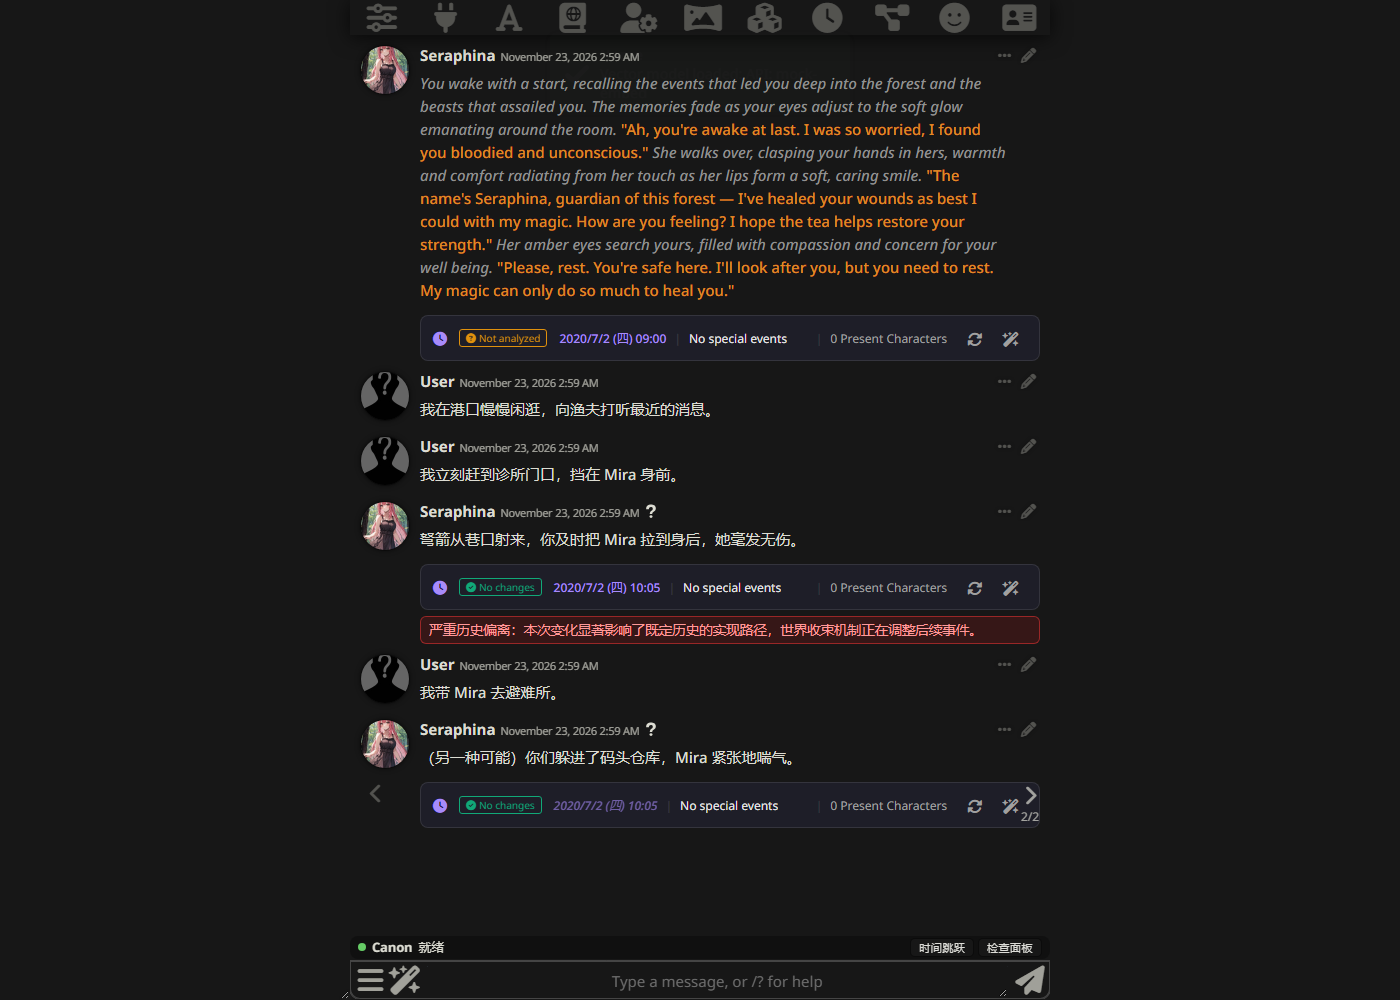 Seraphina November 23, 2026 2:59 AM
You wake with a start, recalling the events that led you deep into the forest and the
beasts that assailed you. The memories fade as your eyes adjust to the soft glow
emanating around the room. "Ah, you're awake at last. I was so worried, I found
you bloodied and unconscious." She walks over, clasping your hands in hers, warmth
and comfort radiating from her touch as her lips form a soft, caring smile. "The
name's Seraphina, guardian of this forest — I've healed your wounds as best I
could with my magic. How are you feeling? I hope the tea helps restore your
strength." Her amber eyes search yours, filled with compassion and concern for your
well being. "Please, rest. You're safe here. I'll look after you, but you need to rest.
My magic can only do so much to heal you."
Not analyzed 2020/7/2 (四) 09:00 No special events 0 Present Characters
User November 23, 2026 2:59 AM
我在港口慢慢闲逛，向渔夫打听最近的消息。
User November 23, 2026 2:59 AM
我立刻赶到诊所门口，挡在 Mira 身前。
Seraphina November 23, 2026 2:59 AM ?
弩箭从巷口射来，你及时把 Mira 拉到身后，她毫发无伤。
No changes 2020/7/2 (四) 10:05 No special events 0 Present Characters
严重历史偏离：本次变化显著影响了既定历史的实现路径，世界收束机制正在调整后续事件。
User November 23, 2026 2:59 AM
我带 Mira 去避难所。
Seraphina November 23, 2026 2:59 AM ?
（另一种可能）你们躲进了码头仓库，Mira 紧张地喘气。
No changes 2020/7/2 (四) 10:05 No special events 0 Present Characters
2/2
Canon 就绪 时间跳跃 检查面板
Type a message, or /? for help